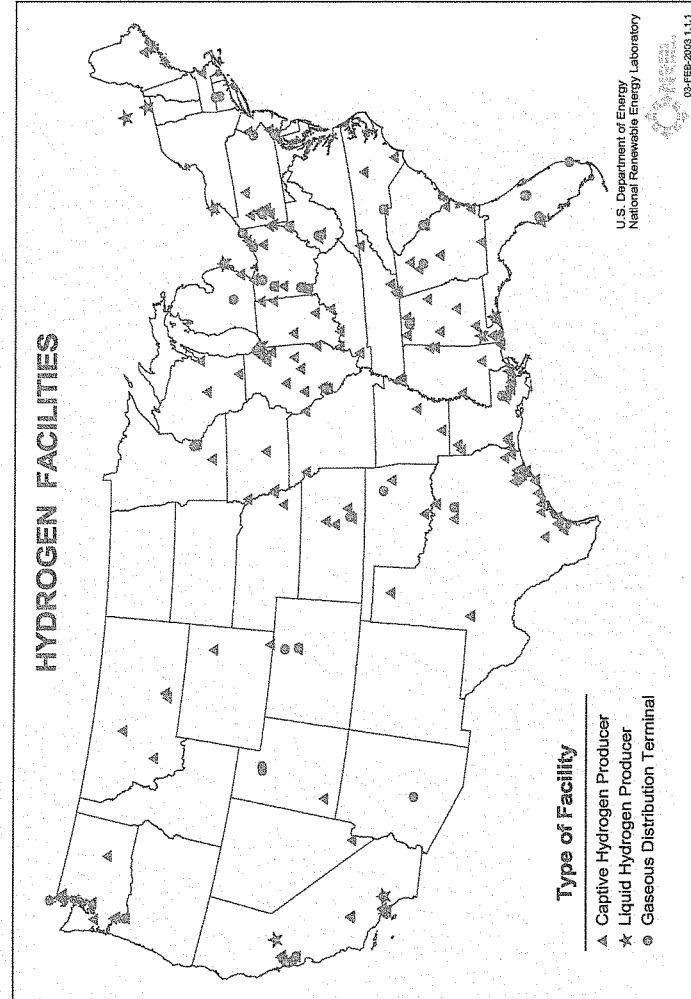 HYDROGEN FACILITIES
Type of Facility
Captive Hydrogen Producer
Liquid Hydrogen Producer
Gaseous Distribution Terminal
U.S. Department of Energy
National Renewable Energy Laboratory
03-FEB-2003 1.1.1